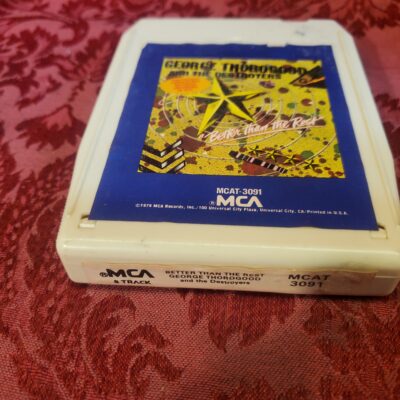 GEORGE THOROGOOD
AND THE DESTROYERS
Better than the Rest
MCAT-3091
MCA
©1979 MCA Records, Inc./100 Universal City Plaza, Universal City, CA/Printed in U.S.A.
®MCA
8 TRACK
BETTER THAN THE ReST
GEORGE THOROGOOD
and the Destroyers
MCAT
3091